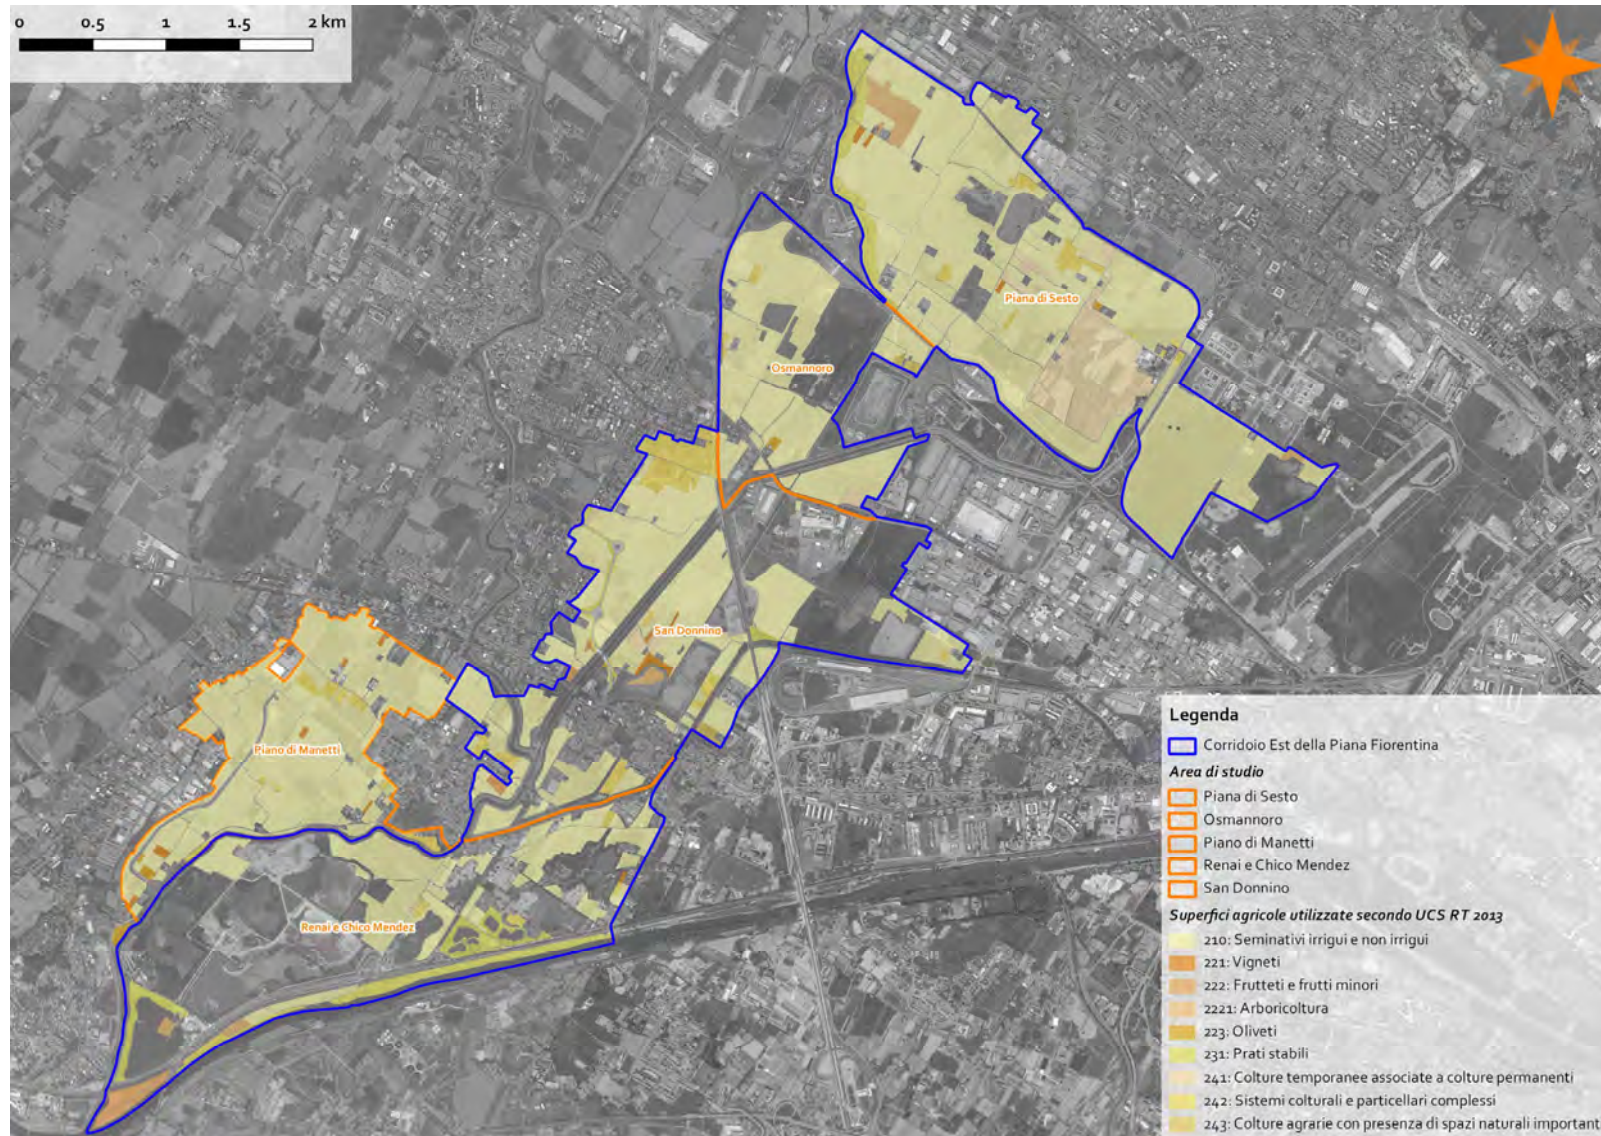 0 0.5 1 1.5 2 km
Piana di Sesto
Osmannoro
San Donnino
Piano di Manetti
Renai e Chico Mendez
Legenda
Corridoio Est della Piana Fiorentina
Area di studio
Piana di Sesto
Osmannoro
Piano di Manetti
Renai e Chico Mendez
San Donnino
Superfici agricole utilizzate secondo UCS RT 2013
210: Seminativi irrigui e non irrigui
221: Vigneti
222: Frutteti e frutti minori
2221: Arboricoltura
223: Oliveti
231: Prati stabili
241: Colture temporanee associate a colture permanenti
242: Sistemi colturali e particellari complessi
243: Colture agrarie con presenza di spazi naturali important